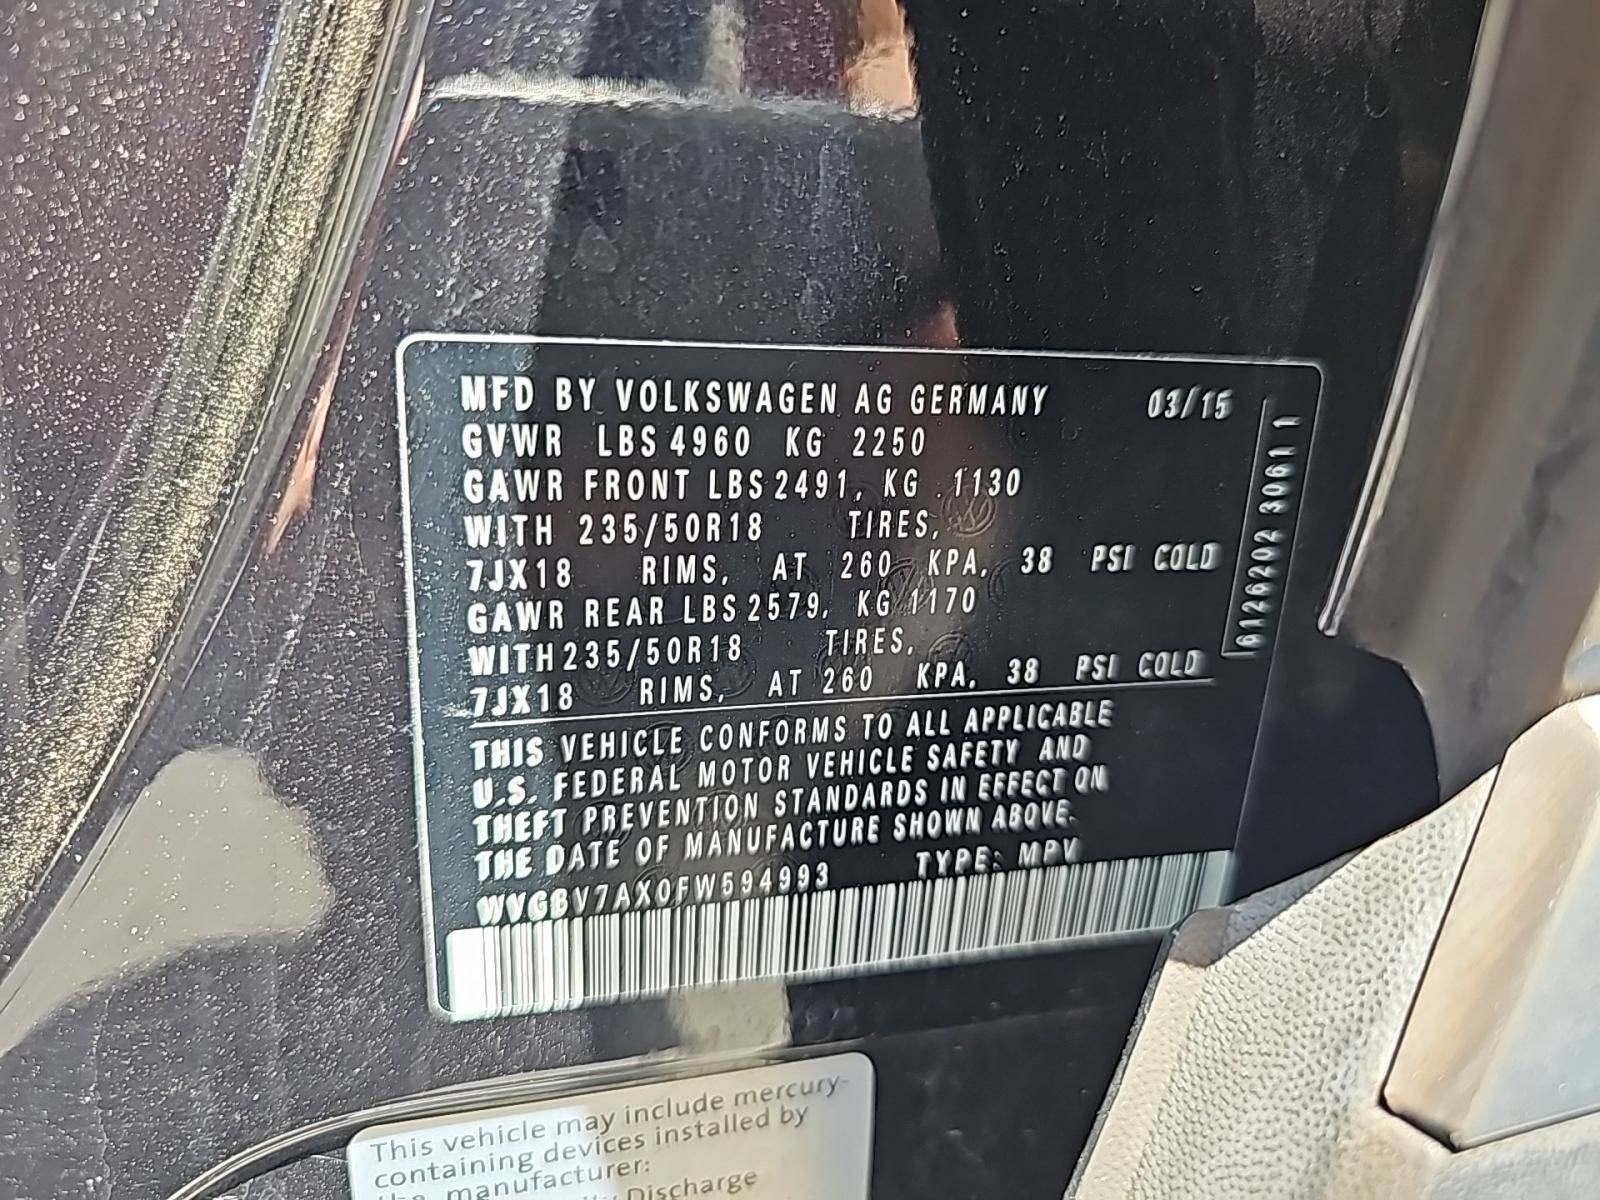 MFD BY VOLKSWAGEN AG GERMANY 03/15
GVWR LBS 4960 KG 2250
GAWR FRONT LBS 2491, KG 1130
WITH 235/50R18 TIRES,
7JX18 RIMS, AT 260 KPA, 38 PSI COLD
GAWR REAR LBS 2579, KG 1170
WITH 235/50R18 TIRES,
7JX18 RIMS, AT 260 KPA, 38 PSI COLD
THIS VEHICLE CONFORMS TO ALL APPLICABLE
U.S. FEDERAL MOTOR VEHICLE SAFETY AND
THEFT PREVENTION STANDARDS IN EFFECT ON
THE DATE OF MANUFACTURE SHOWN ABOVE.
WVGBV7AX0FW594993 TYPE: MPV
6126202 3061 1
This vehicle may include mercury-
containing devices installed by
manufacturer:
Discharge